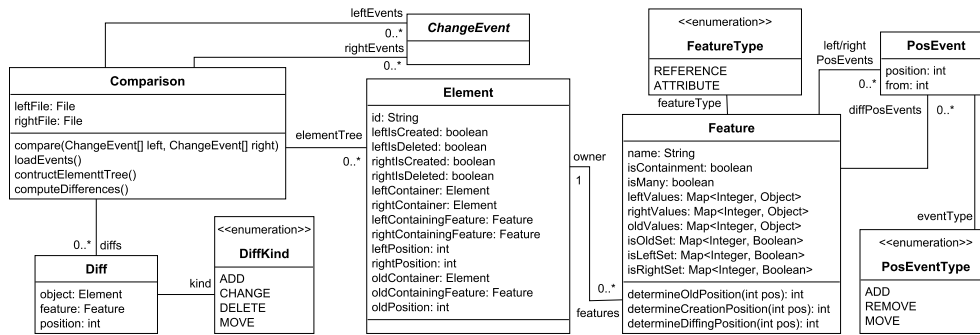 leftEvents
0..*
rightEvents
0..*
ChangeEvent
Comparison
leftFile: File
rightFile: File
compare(ChangeEvent[] left, ChangeEvent[] right)
loadEvents()
contructElementtTree()
computeDifferences()
elementTree
0..*
0..*
diffs
Diff
object: Element
feature: Feature
position: int
kind
<<enumeration>>
DiffKind
ADD
CHANGE
DELETE
MOVE
Element
id: String
leftIsCreated: boolean
leftIsDeleted: boolean
rightIsCreated: boolean
rightIsDeleted: boolean
leftContainer: Element
rightContainer: Element
leftContainingFeature: Feature
rightContainingFeature: Feature
leftPosition: int
rightPosition: int
oldContainer: Element
oldContainingFeature: Feature
oldPosition: int
owner
1
0..*
features
<<enumeration>>
FeatureType
REFERENCE
ATTRIBUTE
featureType
Feature
name: String
isContainment: boolean
isMany: boolean
leftValues: Map<Integer, Object>
rightValues: Map<Integer, Object>
oldValues: Map<Integer, Object>
isOldSet: Map<Integer, Boolean>
isLeftSet: Map<Integer, Boolean>
isRightSet: Map<Integer, Boolean>
determineOldPosition(int pos): int
determineCreationPosition(int pos): int
determineDiffingPosition(int pos): int
left/right
PosEvents
0..*
diffPosEvents
0..*
PosEvent
position: int
from: int
eventType
<<enumeration>>
PosEventType
ADD
REMOVE
MOVE